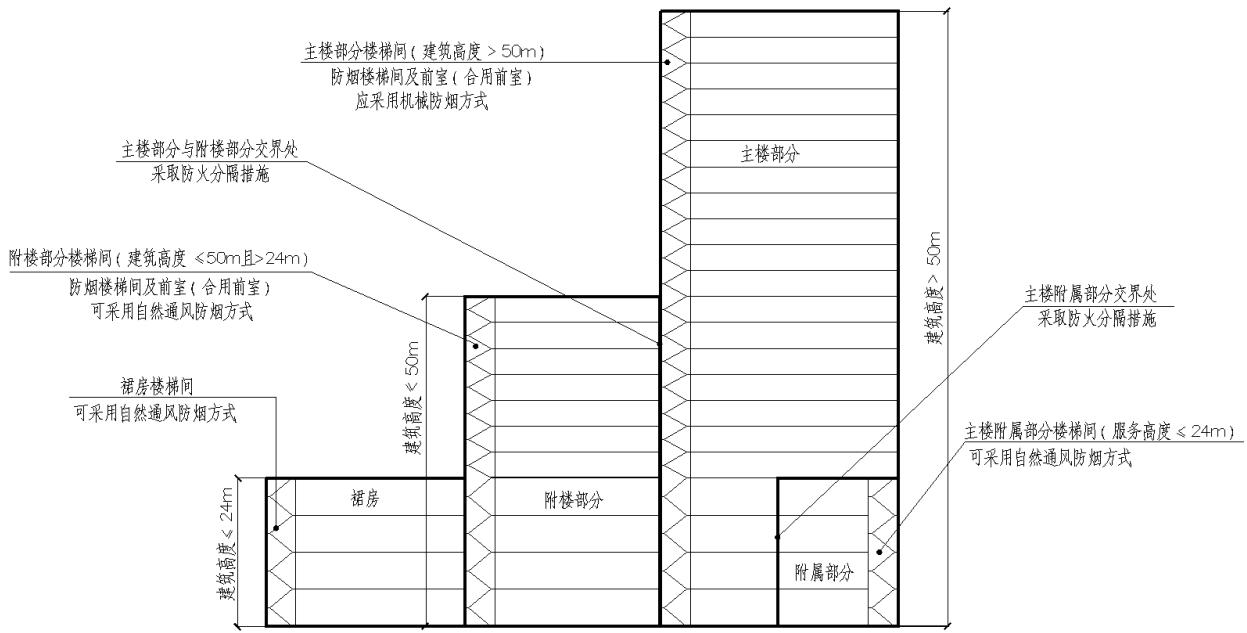 主楼部分楼梯间(建筑高度 >50m)
防烟楼梯间及前室(合用前室)
应采用机械防烟方式
主楼部分与附楼部分交界处
采取防火分隔措施
主楼部分
附楼部分楼梯间(建筑高度 ≤50m且>24m)
防烟楼梯间及前室(合用前室)
可采用自然通风防烟方式
建筑高度> 50m
主楼附属部分交界处
采取防火分隔措施
建筑高度≤ 50m
裙房楼梯间
可采用自然通风防烟方式
主楼附属部分楼梯间(服务高度≤24m)
可采用自然通风防烟方式
建筑高度≤ 24m
裙房
附楼部分
附属部分